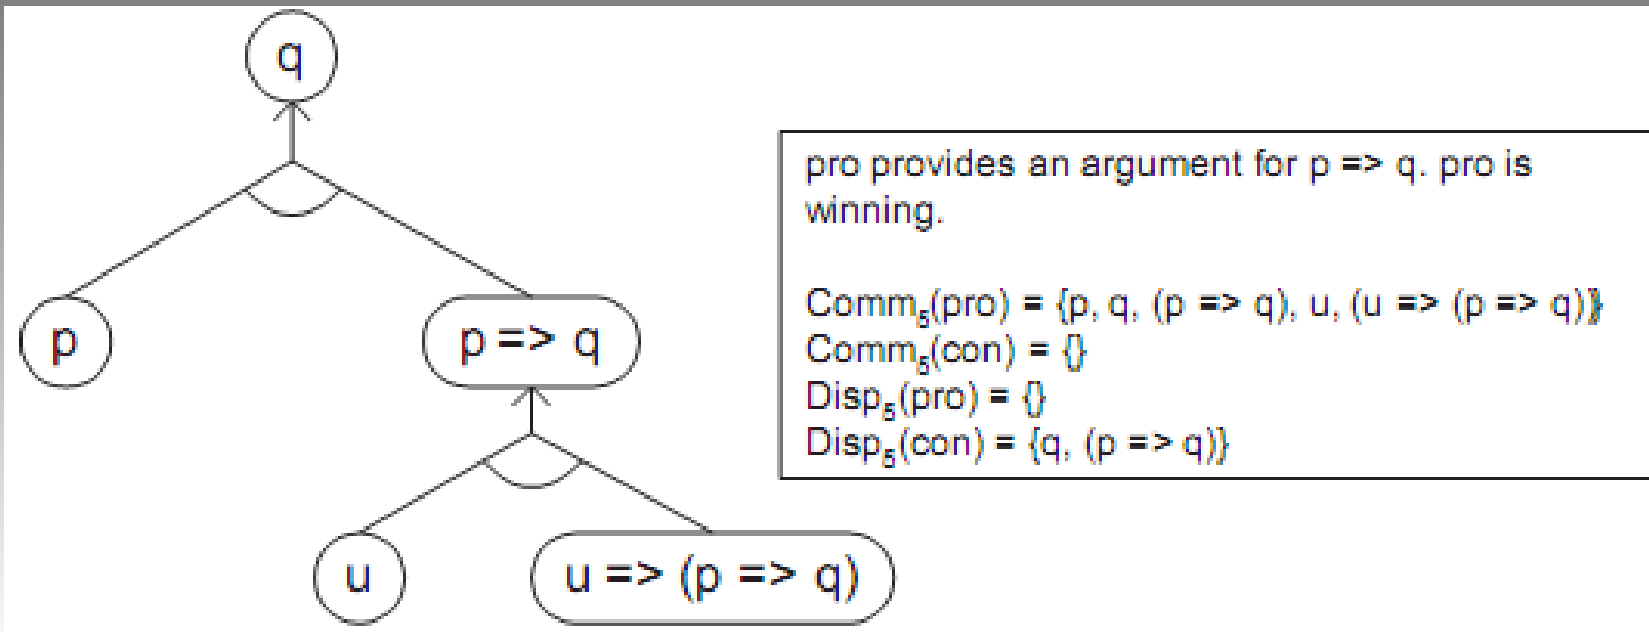 q
pro provides an argument for p => q. pro is
winning.
Comm₅(pro) = {p, q, (p => q), u, (u => (p => q)}
Comm₅(con) = {}
Disp₅(pro) = {}
Disp₅(con) = {q, (p => q)}
p
p => q
u
u => (p => q)